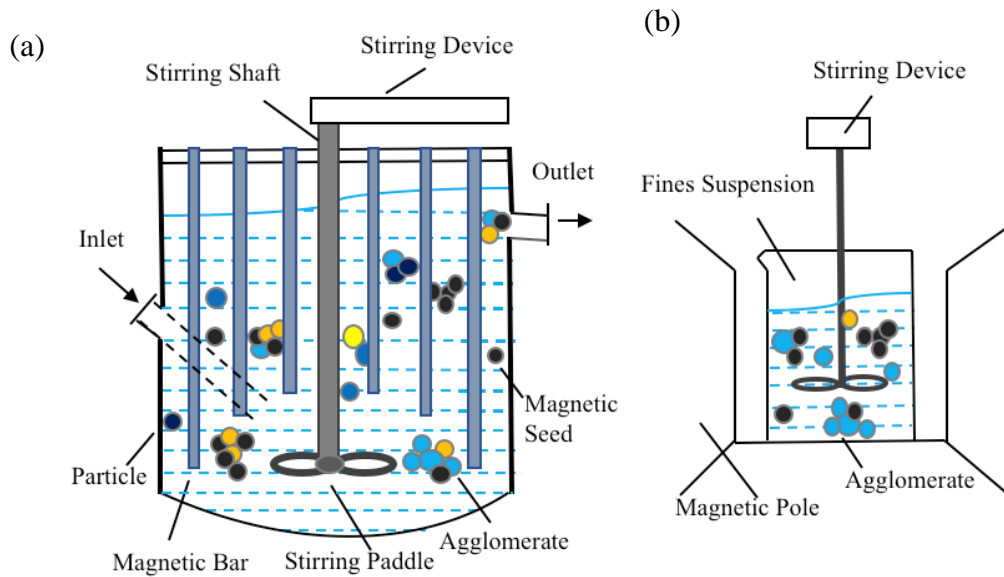 (a)
Stirring Device
Stirring Shaft
Outlet
Inlet
Magnetic
Seed
Particle
Magnetic Bar
Stirring Paddle
Agglomerate
(b)
Stirring Device
Fines Suspension
Agglomerate
Magnetic Pole